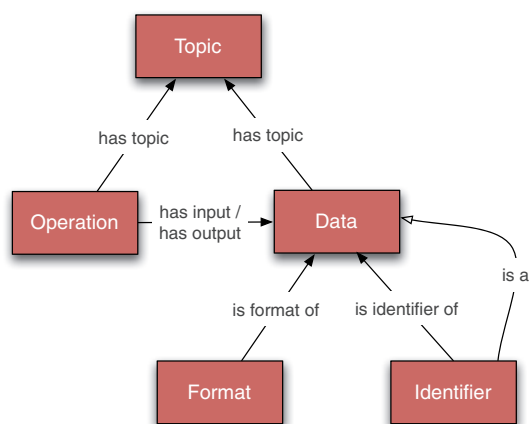 Topic
has topic
has topic
Operation
has input /
has output
Data
is a
is format of
is identifier of
Format
Identifier